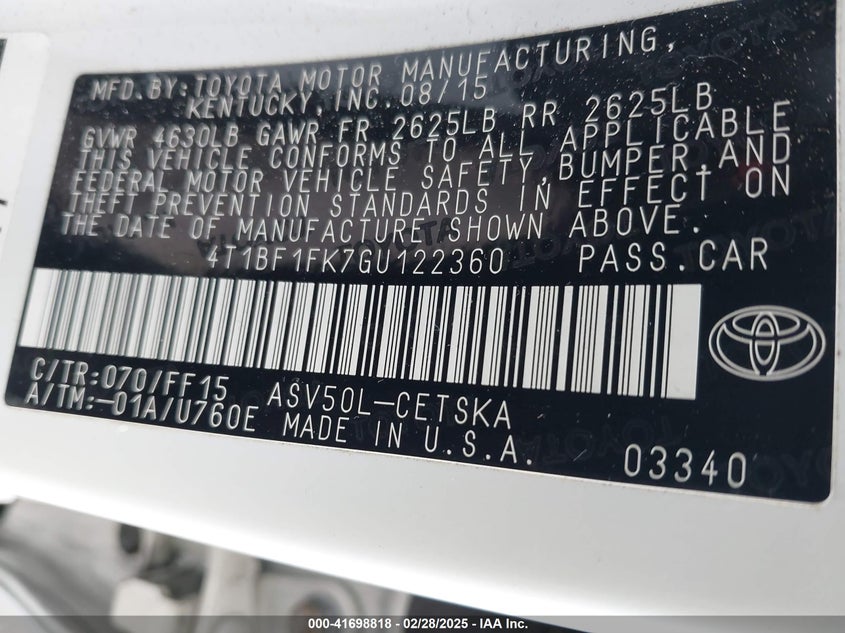 MFD. BY: TOYOTA MOTOR MANUFACTURING,
KENTUCKY, INC. 08/15
GVWR 4630LB GAWR FR 2625LB RR 2625LB
THIS VEHICLE CONFORMS TO ALL APPLICABLE
FEDERAL MOTOR VEHICLE SAFETY, BUMPER, AND
THEFT PREVENTION STANDARDS IN EFFECT ON
THE DATE OF MANUFACTURE SHOWN ABOVE.
4T1BF1FK7GU122360 PASS.CAR
C/TR:070/FF15 ASV50L-CETSKA
A/TM:-01A/U760E MADE IN U.S.A.
03340
000-41698818 - 02/28/2025 - IAA Inc.